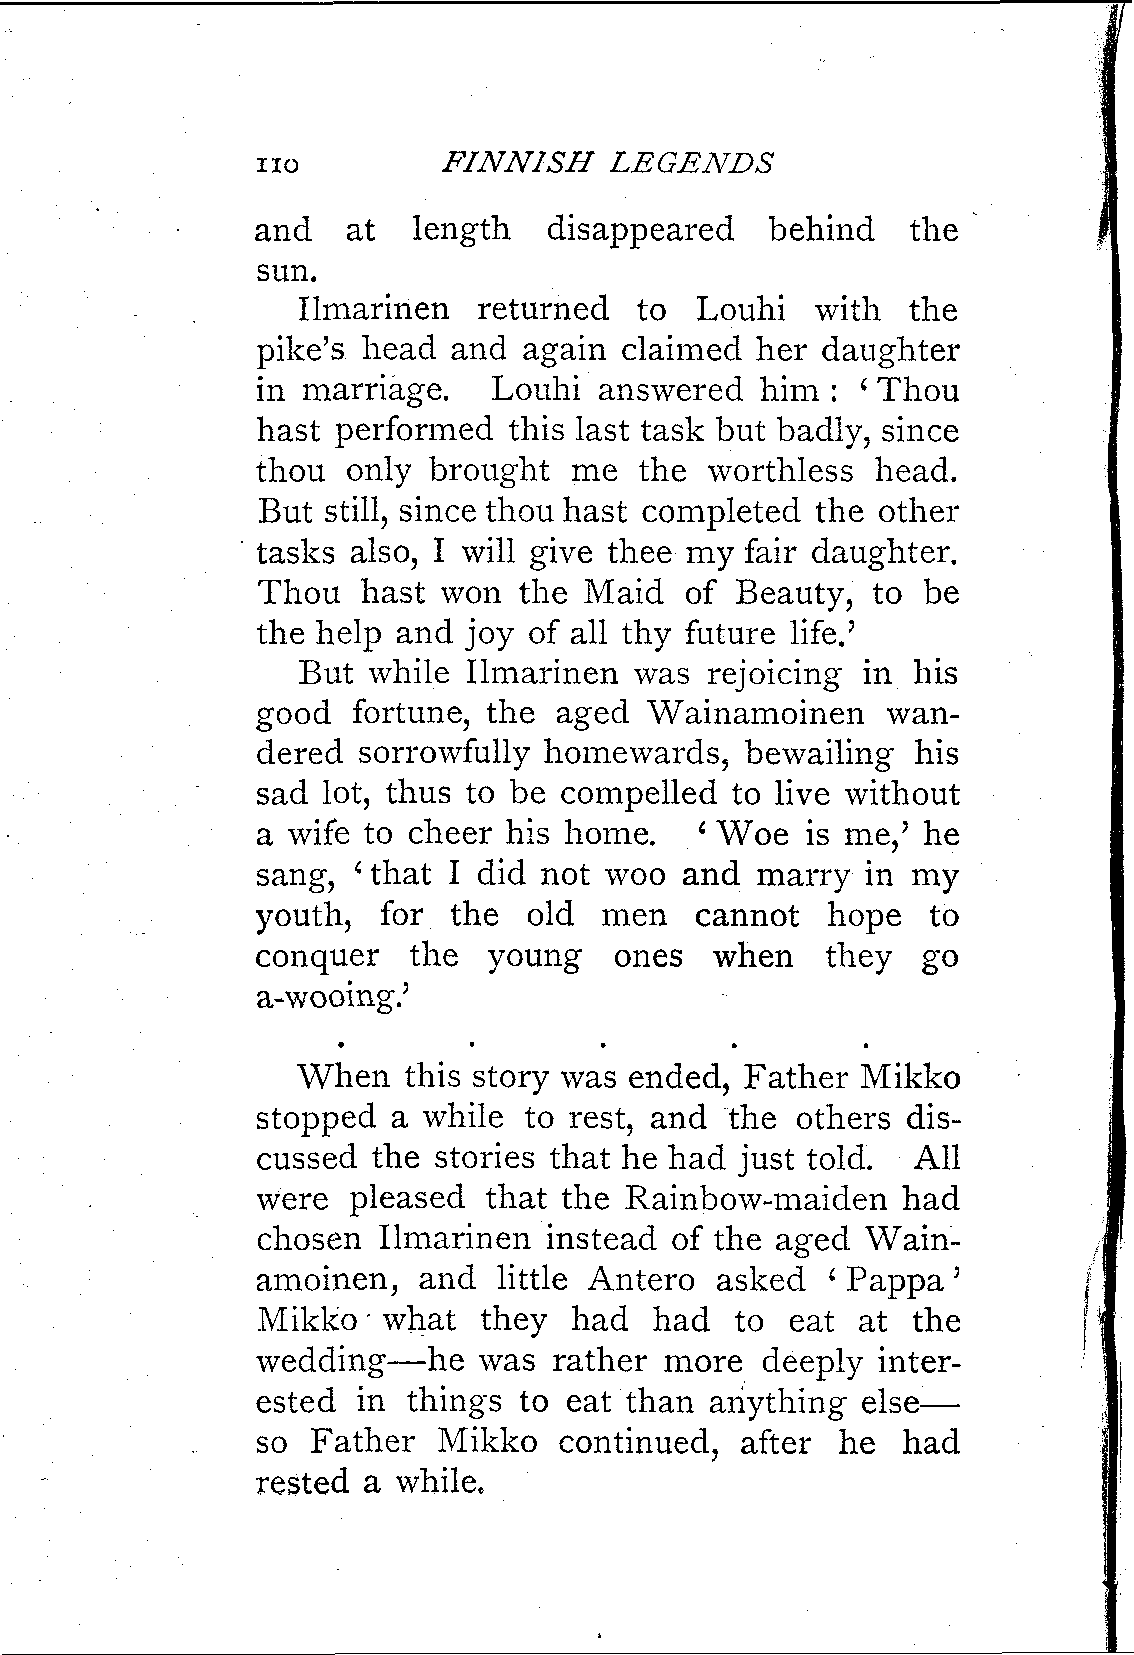 110 FINNISH LEGENDS
and at length disappeared behind the
sun.
Ilmarinen returned to Louhi with the
pike's head and again claimed her daughter
in marriage. Louhi answered him : ‘ Thou
hast performed this last task but badly, since
thou only brought me the worthless head.
But still, since thou hast completed the other
tasks also, I will give thee my fair daughter.
Thou hast won the Maid of Beauty, to be
the help and joy of all thy future life.’
But while Ilmarinen was rejoicing in his
good fortune, the aged Wainamoinen wan-
dered sorrowfully homewards, bewailing his
sad lot, thus to be compelled to live without
a wife to cheer his home. ‘ Woe is me,’ he
sang, ‘ that I did not woo and marry in my
youth, for the old men cannot hope to
conquer the young ones when they go
a-wooing.’
. . . . .
When this story was ended, Father Mikko
stopped a while to rest, and the others dis-
cussed the stories that he had just told. All
were pleased that the Rainbow-maiden had
chosen Ilmarinen instead of the aged Wain-
amoinen, and little Antero asked ‘ Pappa ’
Mikko what they had had to eat at the
wedding—he was rather more deeply inter-
ested in things to eat than anything else—
so Father Mikko continued, after he had
rested a while.